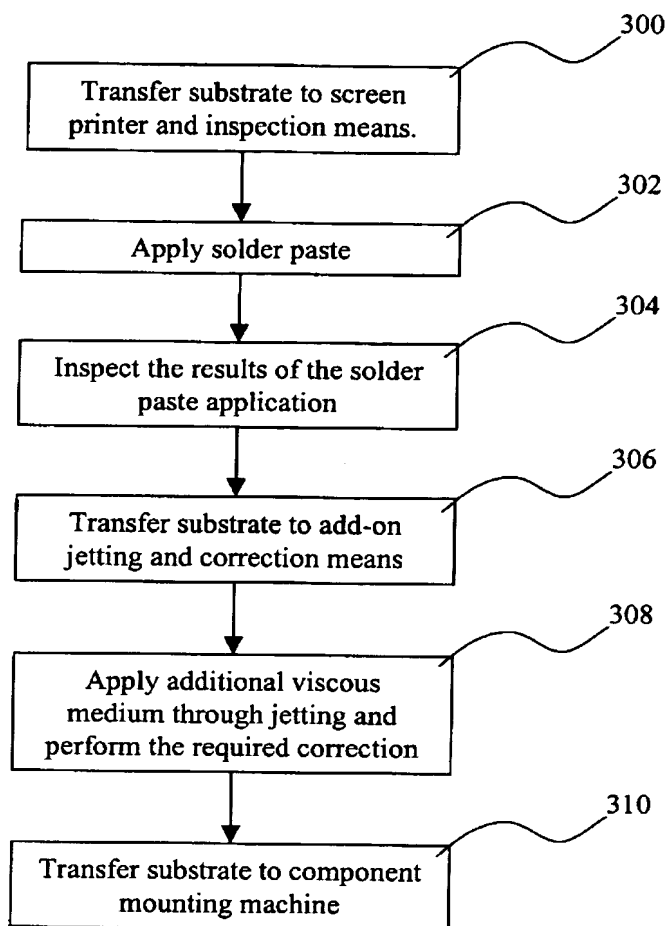 300
Transfer substrate to screen
printer and inspection means.
302
Apply solder paste
304
Inspect the results of the solder
paste application
306
Transfer substrate to add-on
jetting and correction means
308
Apply additional viscous
medium through jetting and
perform the required correction
310
Transfer substrate to component
mounting machine